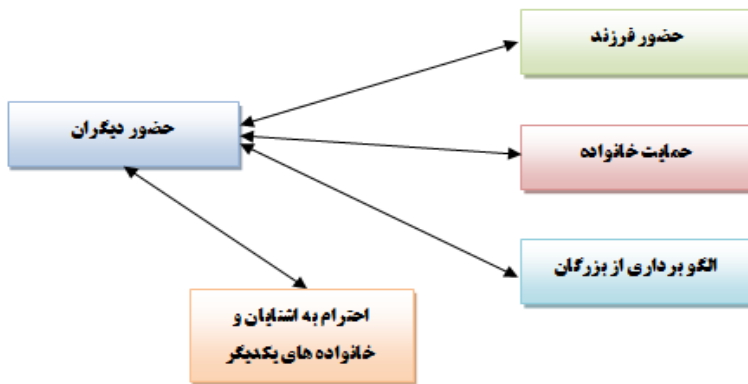 حضور فرزند
حضور دیگران
حمایت خانواده
الگو برداری از بزرگان
احترام به اشنایان و
خانواده های یکدیگر